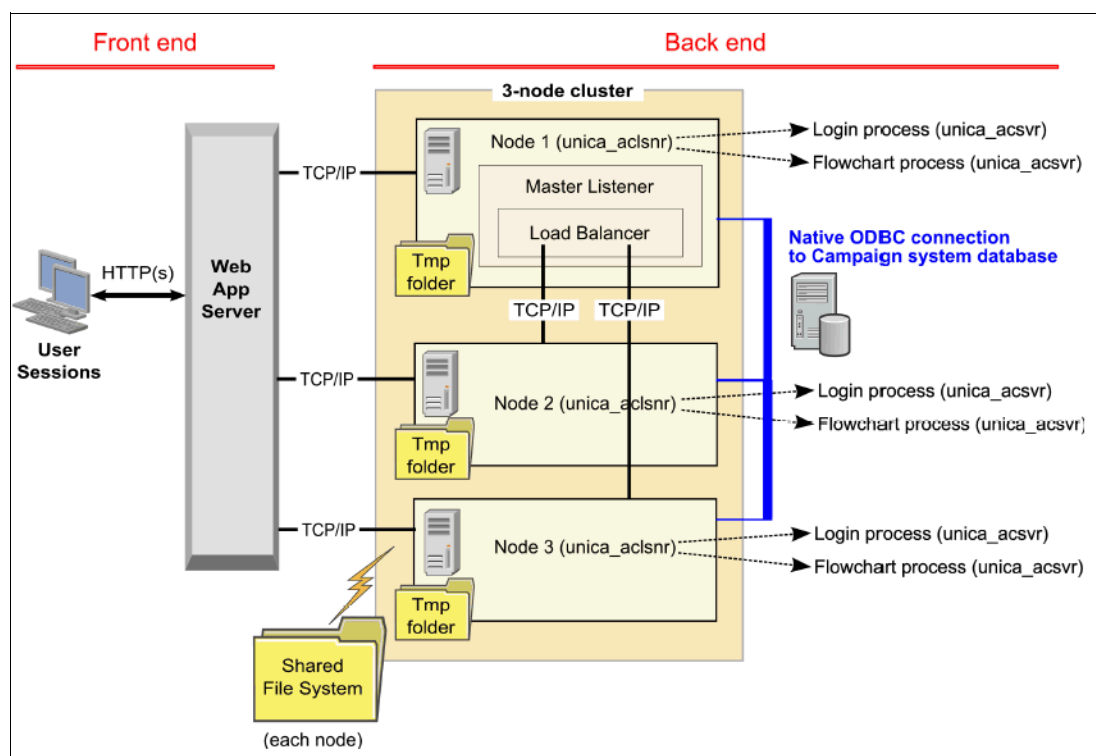 Front end
Back end
3-node cluster
Node 1 (unica_aclsnr)
Login process (unica_acsvr)
Flowchart process (unica_acsvr)
TCP/IP
Master Listener
Load Balancer
Tmp
folder
Native ODBC connection
to Campaign system database
HTTP(s)
Web
App
Server
User
Sessions
TCP/IP
TCP/IP
TCP/IP
Node 2 (unica_aclsnr)
Login process (unica_acsvr)
Flowchart process (unica_acsvr)
Tmp
folder
TCP/IP
Node 3 (unica_aclsnr)
Login process (unica_acsvr)
Flowchart process (unica_acsvr)
Tmp
folder
Shared
File System
(each node)